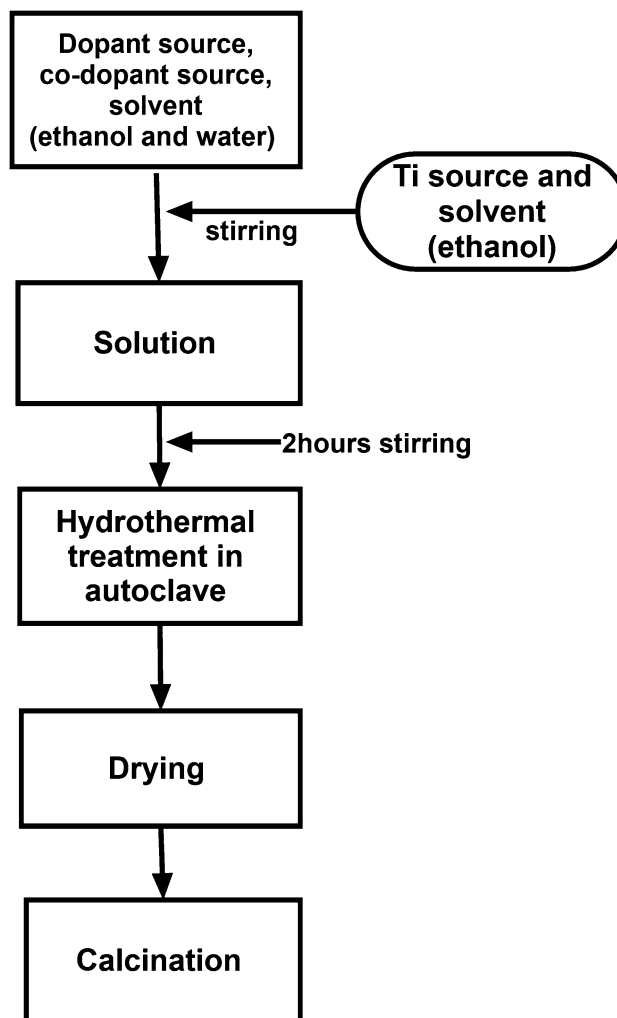 Dopant source,
co-dopant source,
solvent
(ethanol and water)
Ti source and
solvent
(ethanol)
stirring
Solution
2hours stirring
Hydrothermal
treatment in
autoclave
Drying
Calcination